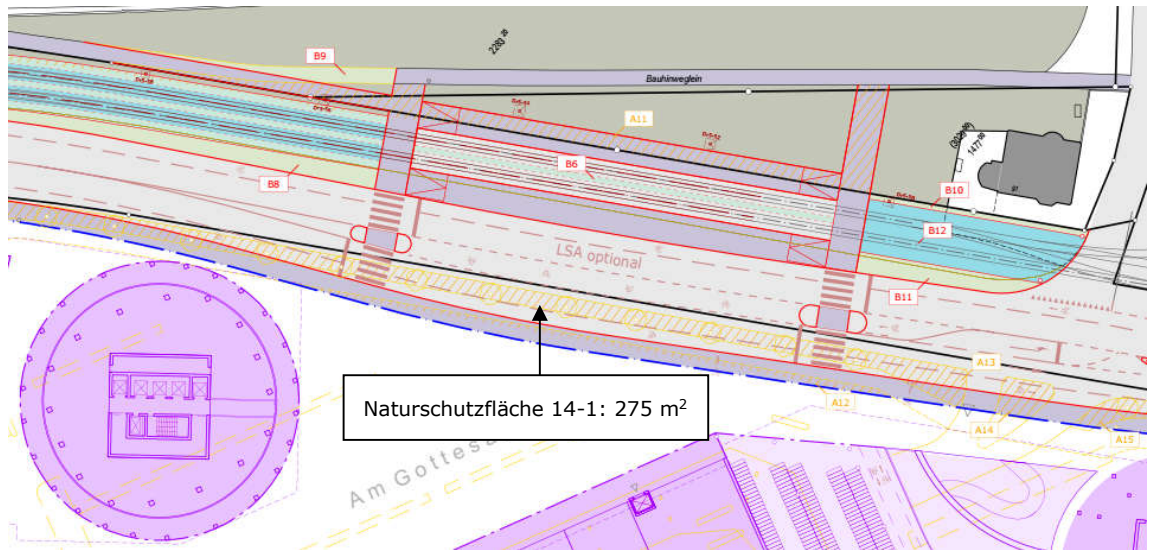 B9
2283
Bauhinweglein
A11
B6
B8
B10
B12
LSA optional
B11
A13
Naturschutzfläche 14-1: 275 m²
A12
A14
A15
Am Gottes